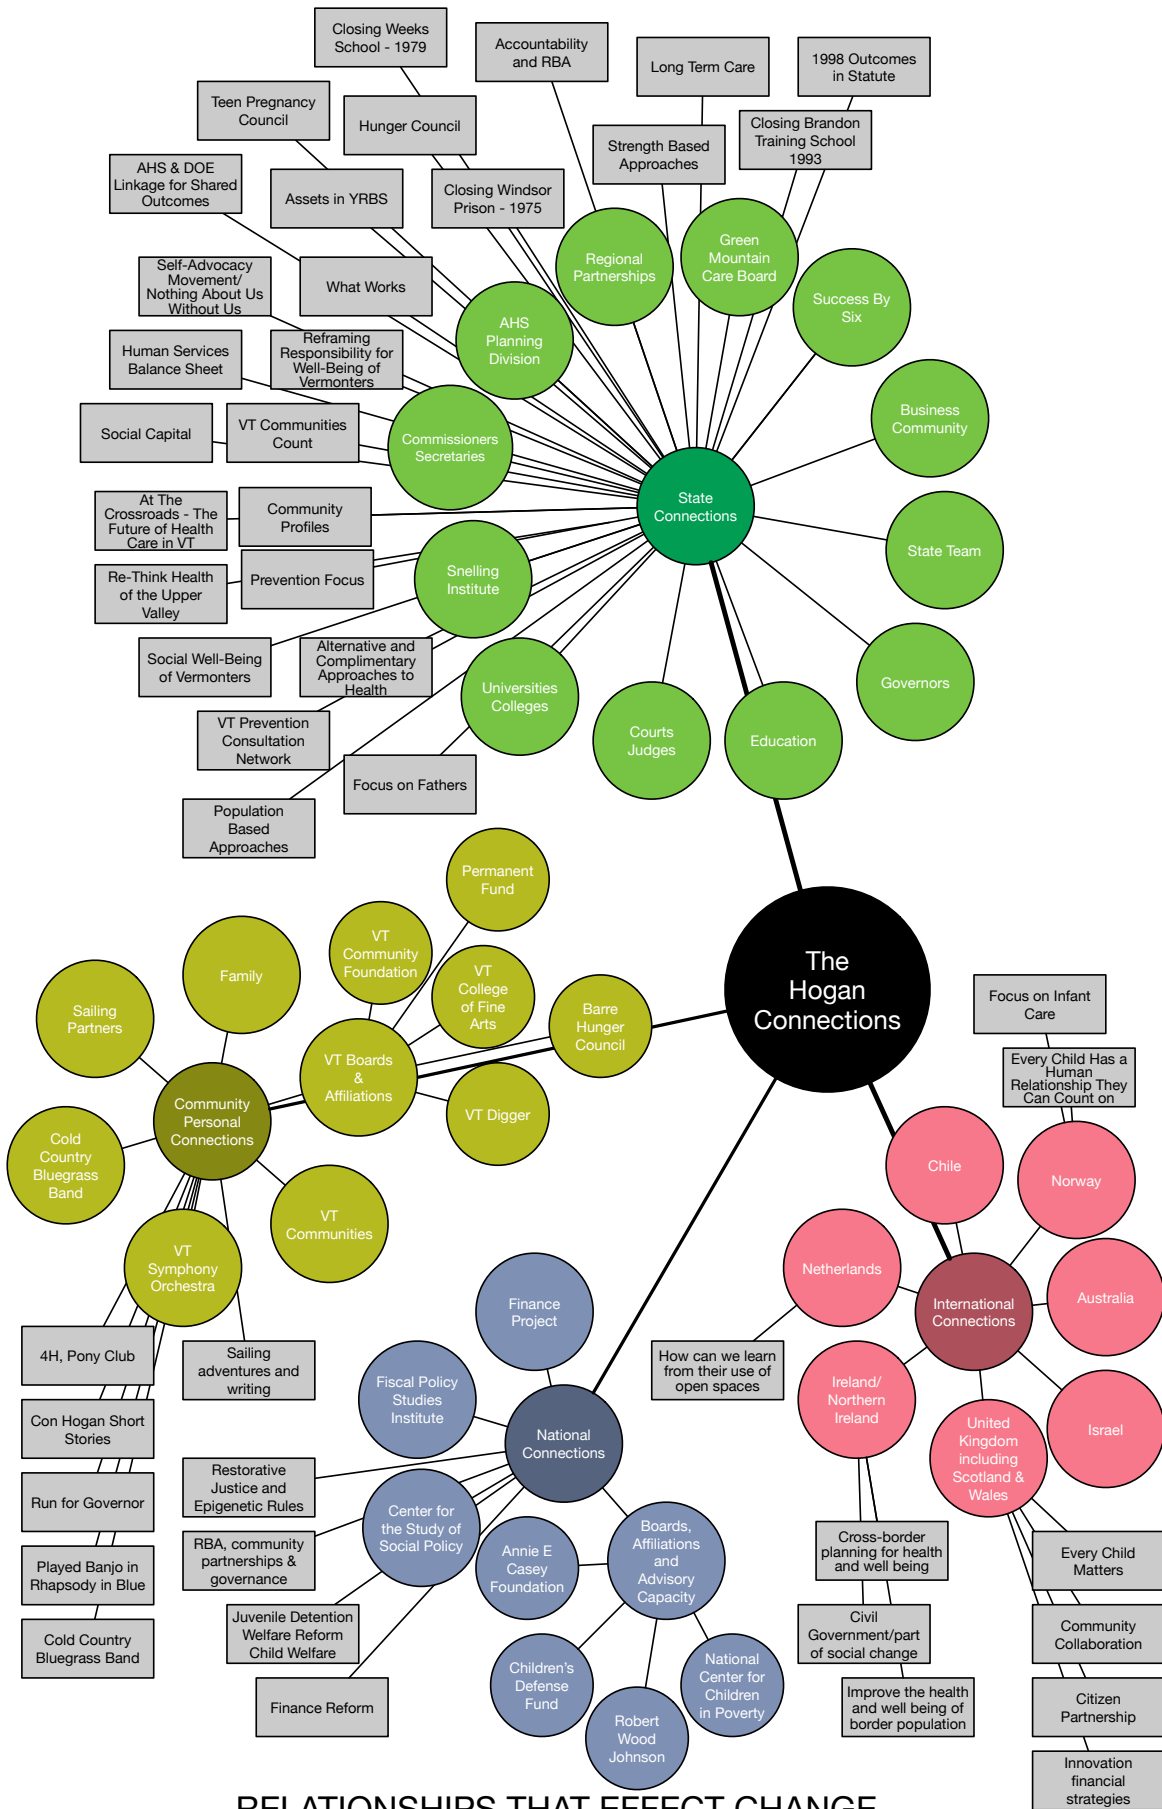 Closing Weeks
School - 1979
Accountability
and RBA
Long Term Care
1998 Outcomes
in Statute
Teen Pregnancy
Council
Hunger Council
Strength Based
Approaches
Closing Brandon
Training School
1993
AHS & DOE
Linkage for Shared
Outcomes
Assets in YRBS
Closing Windsor
Prison - 1975
Regional
Partnerships
Green
Mountain
Care Board
Self-Advocacy
Movement/
Nothing About Us
Without Us
What Works
Success By
Six
AHS
Planning
Division
Human Services
Balance Sheet
Reframing
Responsibility for
Well-Being of
Vermonters
Social Capital
VT Communities
Count
Commissioners
Secretaries
Business
Community
At The
Crossroads - The
Future of Health
Care in VT
Community
Profiles
State
Connections
State Team
Re-Think Health
of the Upper
Valley
Prevention Focus
Snelling
Institute
Social Well-Being
of Vermonters
Alternative and
Complimentary
Approaches to
Health
Universities
Colleges
Governors
VT Prevention
Consultation
Network
Courts
Judges
Education
Focus on Fathers
Population
Based
Approaches
Permanent
Fund
VT
Community
Foundation
VT
College
of Fine
Arts
Family
Sailing
Partners
Barre
Hunger
Council
The
Hogan
Connections
VT Boards
&
Affiliations
VT Digger
Community
Personal
Connections
Cold
Country
Bluegrass
Band
VT
Communities
VT
Symphony
Orchestra
4H, Pony Club
Sailing
adventures and
writing
Con Hogan Short
Stories
Run for Governor
Played Banjo in
Rhapsody in Blue
Cold Country
Bluegrass Band
Focus on Infant
Care
Every Child Has a
Human
Relationship They
Can Count on
Chile
Norway
Netherlands
International
Connections
Australia
How can we learn
from their use of
open spaces
Ireland/
Northern
Ireland
United
Kingdom
including
Scotland &
Wales
Israel
Cross-border
planning for health
and well being
Civil
Government/part
of social change
Improve the health
and well being of
border population
Every Child
Matters
Community
Collaboration
Citizen
Partnership
Innovation
financial
strategies
Finance
Project
Fiscal Policy
Studies
Institute
National
Connections
Restorative
Justice and
Epigenetic Rules
Center for
the Study of
Social Policy
RBA, community
partnerships &
governance
Annie E
Casey
Foundation
Boards,
Affiliations
and
Advisory
Capacity
Juvenile Detention
Welfare Reform
Child Welfare
Finance Reform
Children's
Defense
Fund
Robert
Wood
Johnson
National
Center for
Children
in Poverty
RELATIONSHIPS THAT EFFECT CHANGE